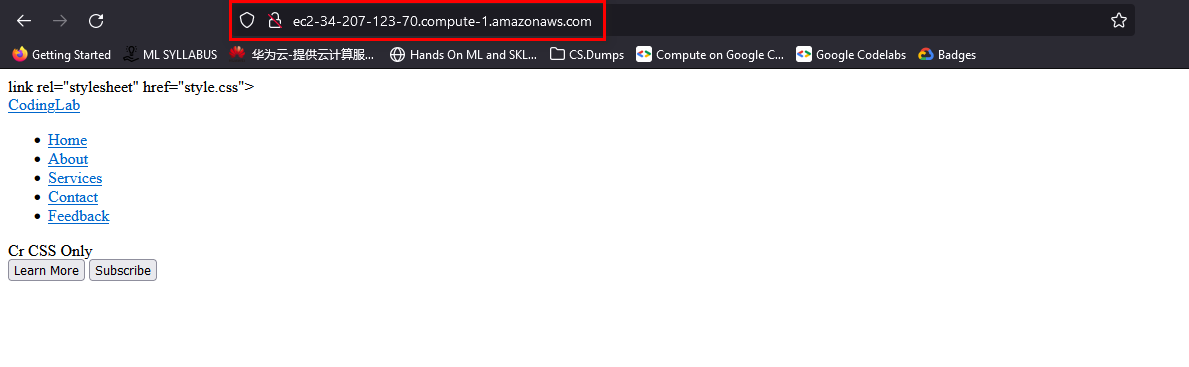 ec2-34-207-123-70.compute-1.amazonaws.com
Getting Started ML SYLLABUS 华为云-提供云计算服... Hands On ML and SKL... CS.Dumps Compute on Google C... Google Codelabs Badges
link rel="stylesheet" href="style.css">
CodingLab
Home
About
Services
Contact
Feedback
Cr CSS Only
Learn More Subscribe